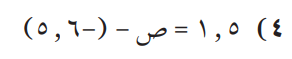 ٤) ١,٥ = ص – (–٥,٦)